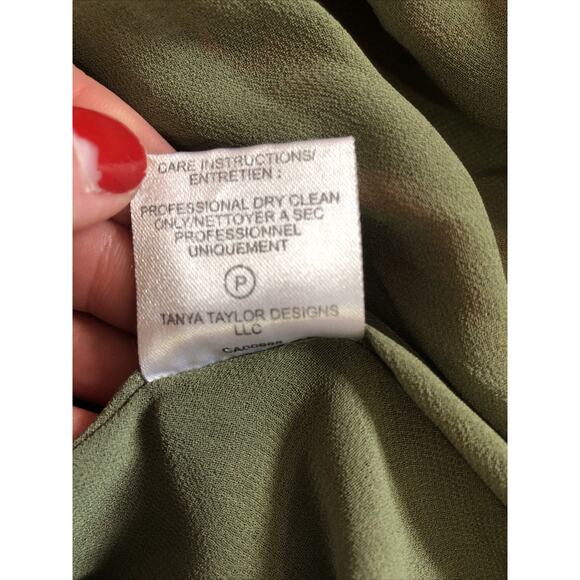 CARE INSTRUCTIONS/
ENTRETIEN :
PROFESSIONAL DRY CLEAN
ONLY/NETTOYER A SEC
PROFESSIONNEL
UNIQUEMENT
P
TANYA TAYLOR DESIGNS
LLC